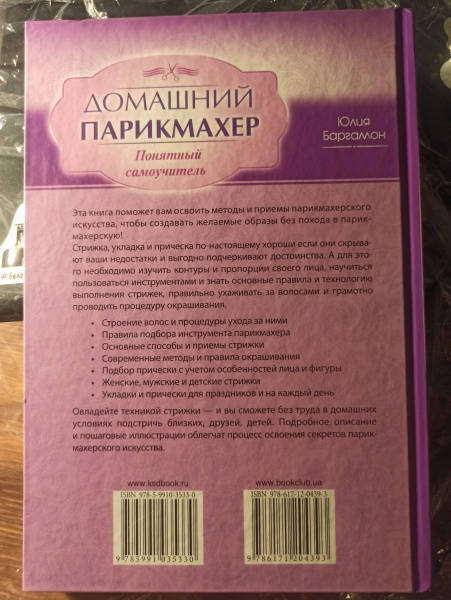 ДОМАШНИЙ
ПАРИКМАХЕР
Понятный
самоучитель
Юлия
Баргамон
Эта книга поможет вам освоить методы и приемы парикмахерского
искусства, чтобы создавать желаемые образы без похода в парик-
махерскую!
Стрижка, укладка и прическа по-настоящему хороши если они скрыва-
ют ваши недостатки и выгодно подчеркивают достоинства. А для это-
го необходимо изучить контуры и пропорции своего лица, научиться
пользоваться инструментами и знать основные правила и технологию
выполнения стрижек, правильно ухаживать за волосами и грамотно
проводить процедуру окрашивания.
• Строение волос и процедуры ухода за ними
• Правила подбора инструмента парикмахера
• Основные способы и приемы стрижки
• Современные методы и правила окрашивания
• Подбор прически с учетом особенностей лица и фигуры
• Женские, мужские и детские стрижки
• Укладки и прически для праздников и на каждый день
Овладейте техникой стрижки — и вы сможете без труда в домашних
условиях подстричь близких, друзей, детей. Подробное описание
и пошаговые иллюстрации облегчат процесс освоения секретов парик-
махерского искусства.
www.ksdbook.ru
ISBN 978-5-9910-3533-0
9 785991 035330
www.bookclub.ua
ISBN 978-617-12-0439-3
9 786171 204393